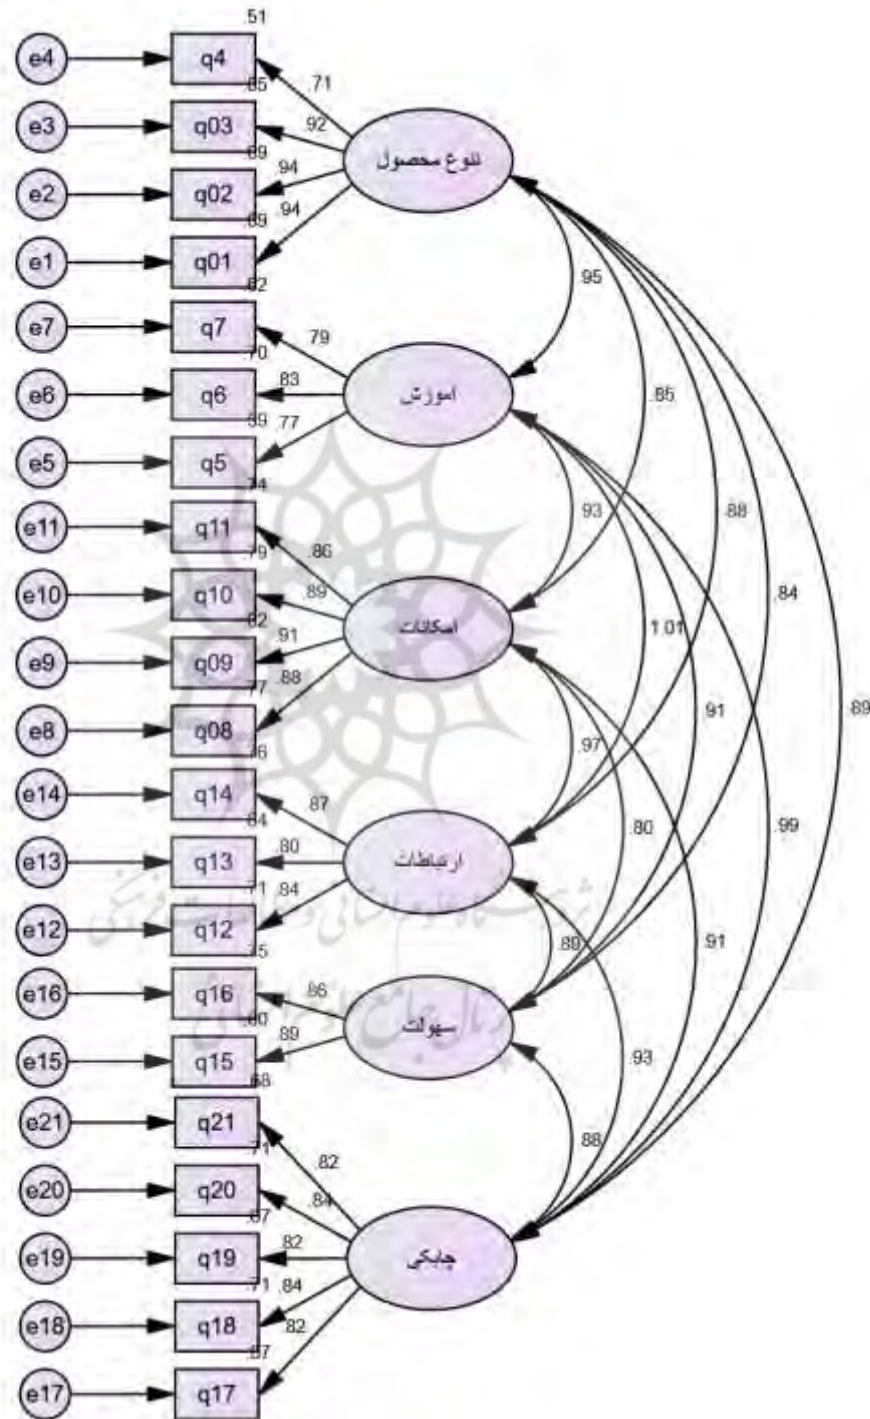 .51
e4 q4 .71
.85
e3 q03 .92
تنوع محصول
.89
e2 q02 .94
.89
e1 q01 .94
.62
.95
e7 q7 .79
.70
e6 q6 .83
اموزش
.85
.59
e5 q5 .77
.74
e11 q11 .86
.93
.88
.79
e10 q10 .89
.84
امکانات
.82
1.01
e9 q09 .91
.77
e8 q08 .88
.91
.89
.76
e14 q14 .87
.97
.64
.80
.99
e13 q13 .80
ارتباطات
.71
e12 q12 .84
.75
.89
.91
e16 q16 .86
سهولت
.80
e15 q15 .89
.93
.68
e21 q21 .82
.88
.71
e20 q20 .84
.67
e19 q19 .82
چابکی
.71
e18 q18 .84
.67
e17 q17 .82